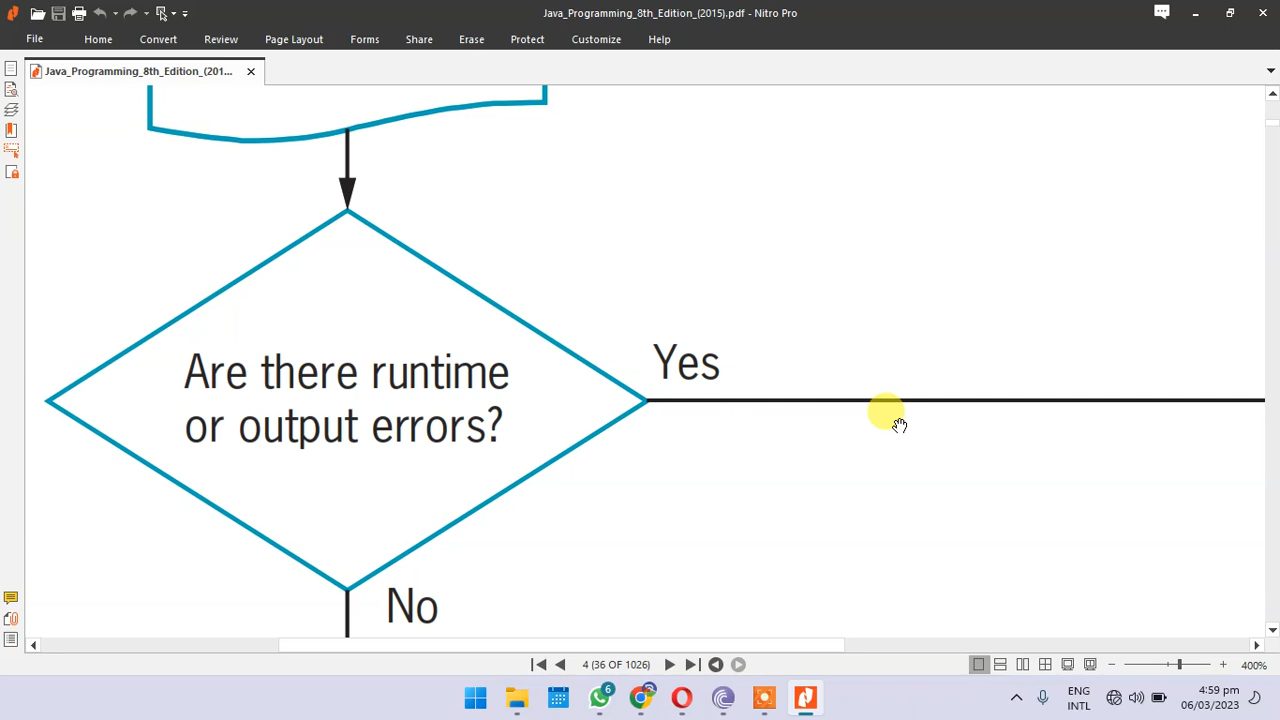 Java_Programming_8th_Edition_(2015).pdf - Nitro Pro
File Home Convert Review Page Layout Forms Share Erase Protect Customize Help
Java_Programming_8th_Edition_(201...
Are there runtime
or output errors?
Yes
No
4 (36 OF 1026)
400%
6
ENG
INTL
4:59 pm
06/03/2023